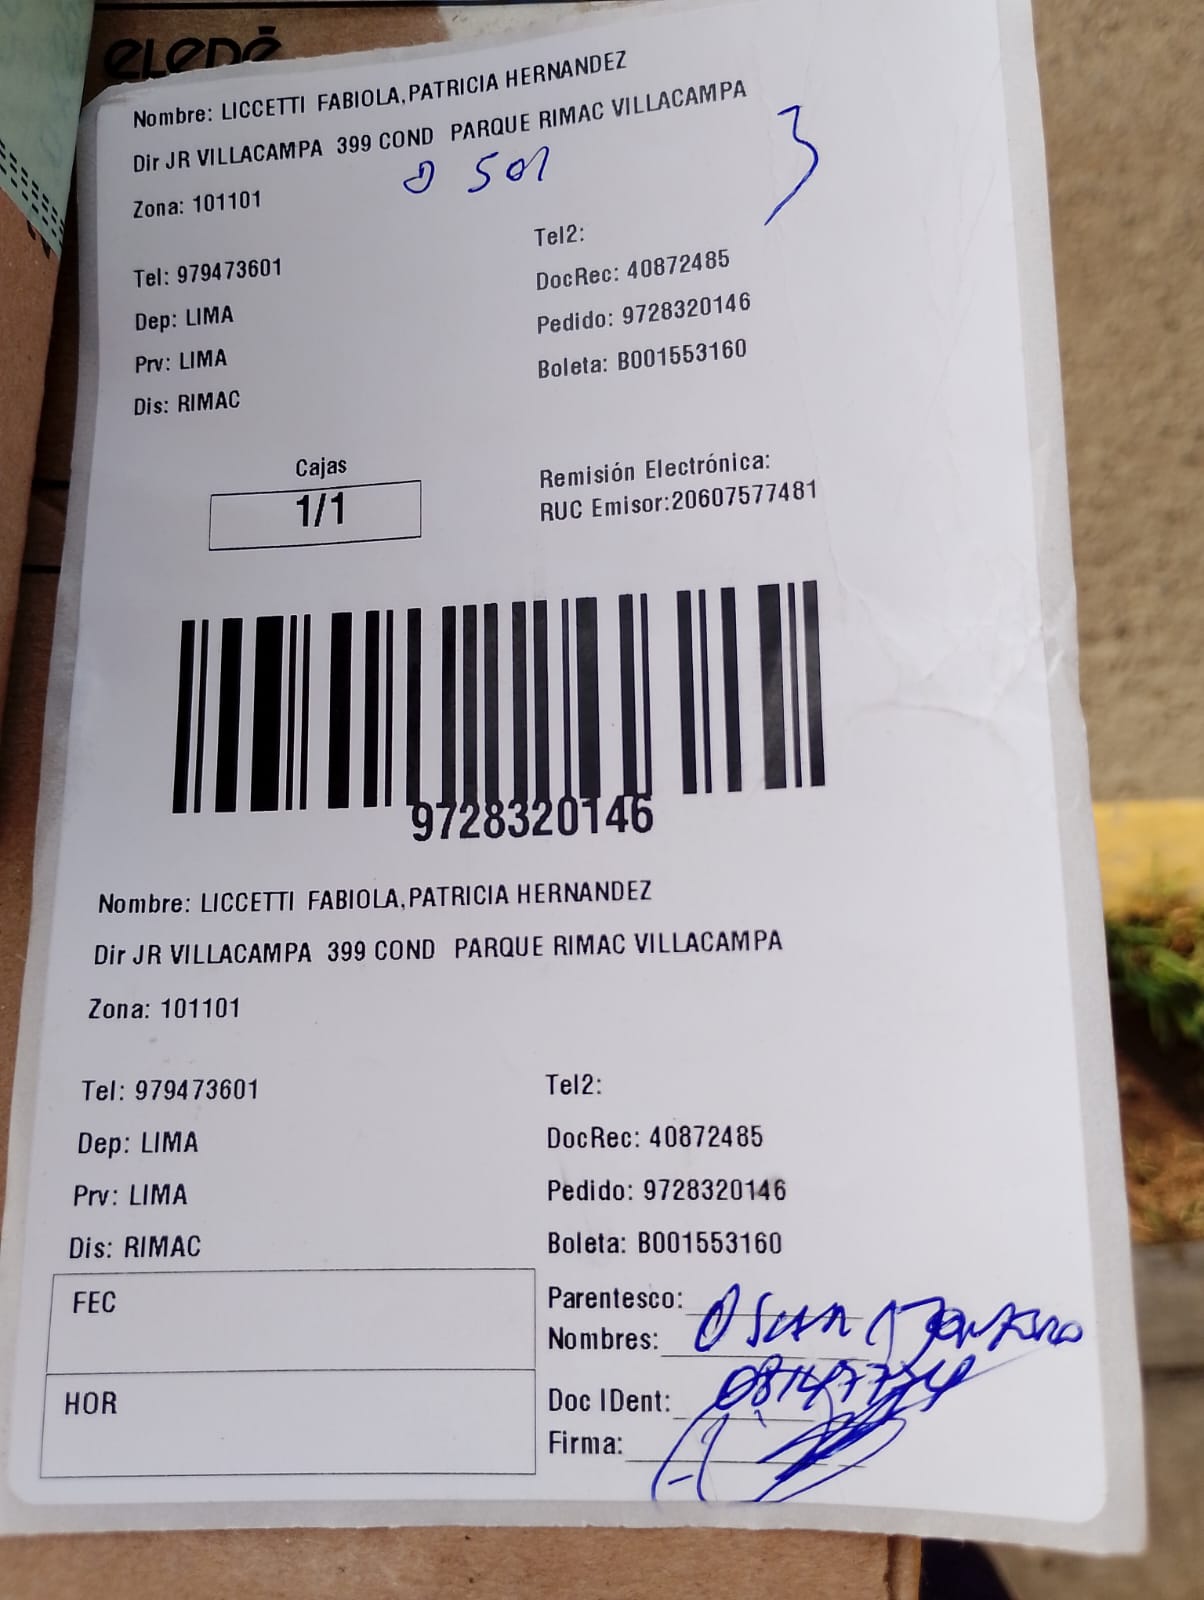 eLedé
Nombre: LICCETTI FABIOLA,PATRICIA HERNANDEZ
Dir JR VILLACAMPA 399 COND PARQUE RIMAC VILLACAMPA
501
Zona: 101101
Tel2:
Tel: 979473601
DocRec: 40872485
Dep: LIMA
Pedido: 9728320146
Prv: LIMA
Boleta: B001553160
Dis: RIMAC
Cajas
1/1
Remisión Electrónica:
RUC Emisor:20607577481
9728320146
Nombre: LICCETTI FABIOLA,PATRICIA HERNANDEZ
Dir JR VILLACAMPA 399 COND PARQUE RIMAC VILLACAMPA
Zona: 101101
Tel: 979473601
Tel2:
Dep: LIMA
DocRec: 40872485
Prv: LIMA
Pedido: 9728320146
Dis: RIMAC
Boleta: B001553160
FEC
Parentesco:
Nombres:
HOR
Doc IDent:
Firma: